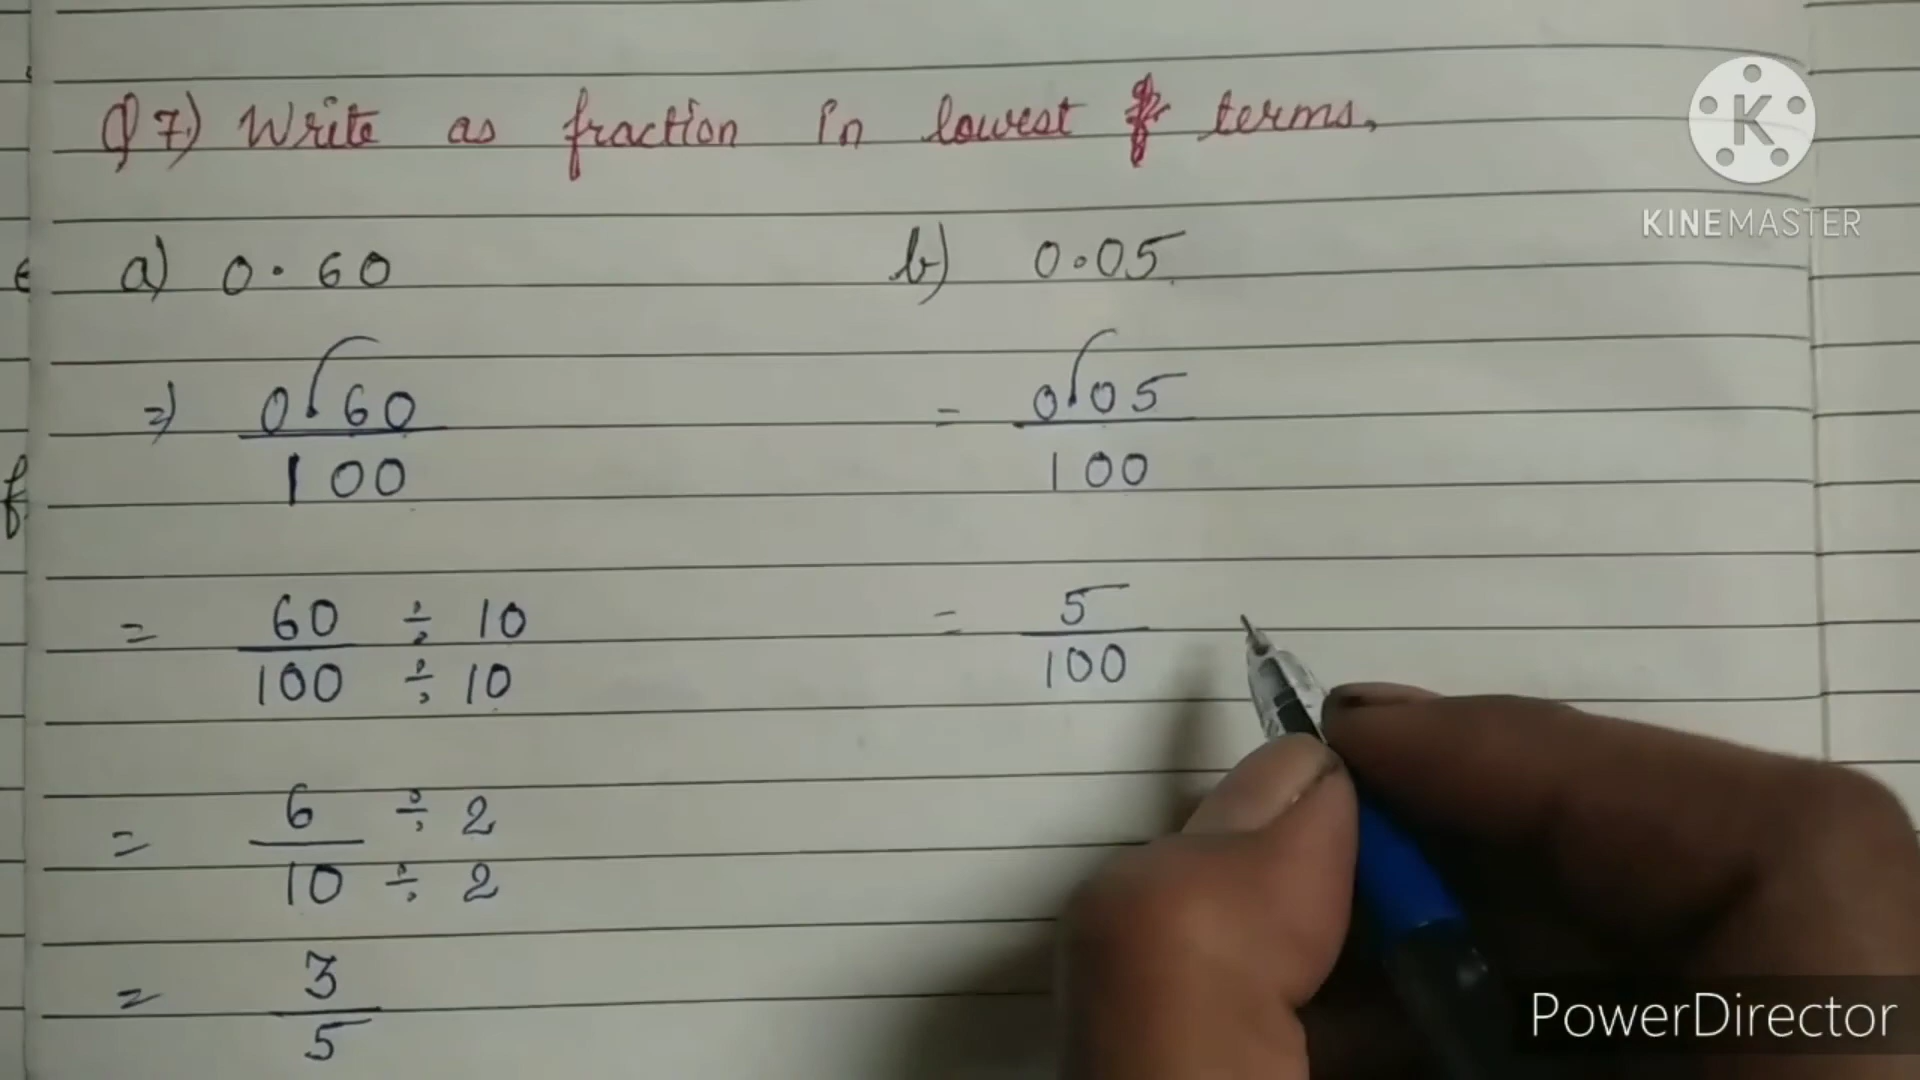 Q7) Write as fraction in lowest terms.
K
KINEMASTER
a) 0.60
b) 0.05
=) 0.60
100
= 0.05
100
= 60 ÷ 10
100 ÷ 10
= 5
100
= 6 ÷ 2
10 ÷ 2
= 3
5
PowerDirector